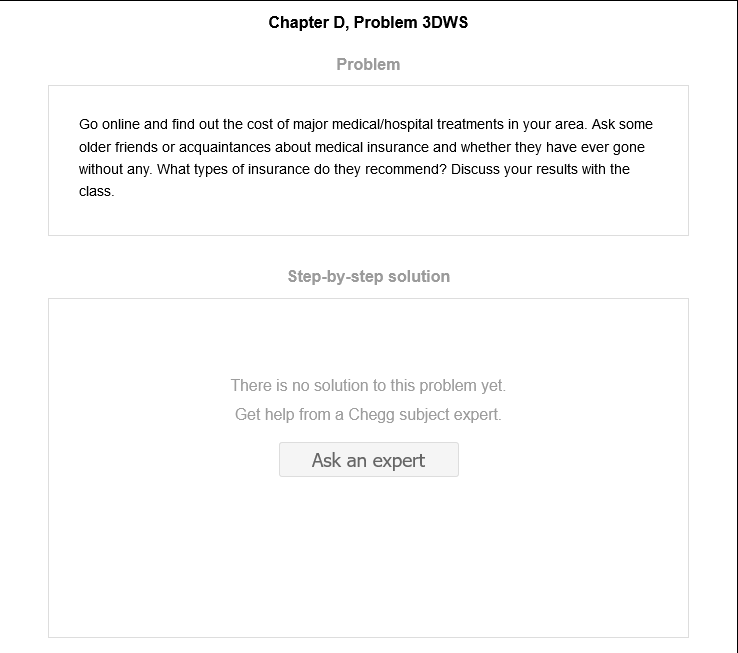 Chapter D, Problem 3DWS
Problem
Go online and find out the cost of major medical/hospital treatments in your area. Ask some
older friends or acquaintances about medical insurance and whether they have ever gone
without any. What types of insurance do they recommend? Discuss your results with the
class.
Step-by-step solution
There is no solution to this problem yet.
Get help from a Chegg subject expert.
Ask an expert